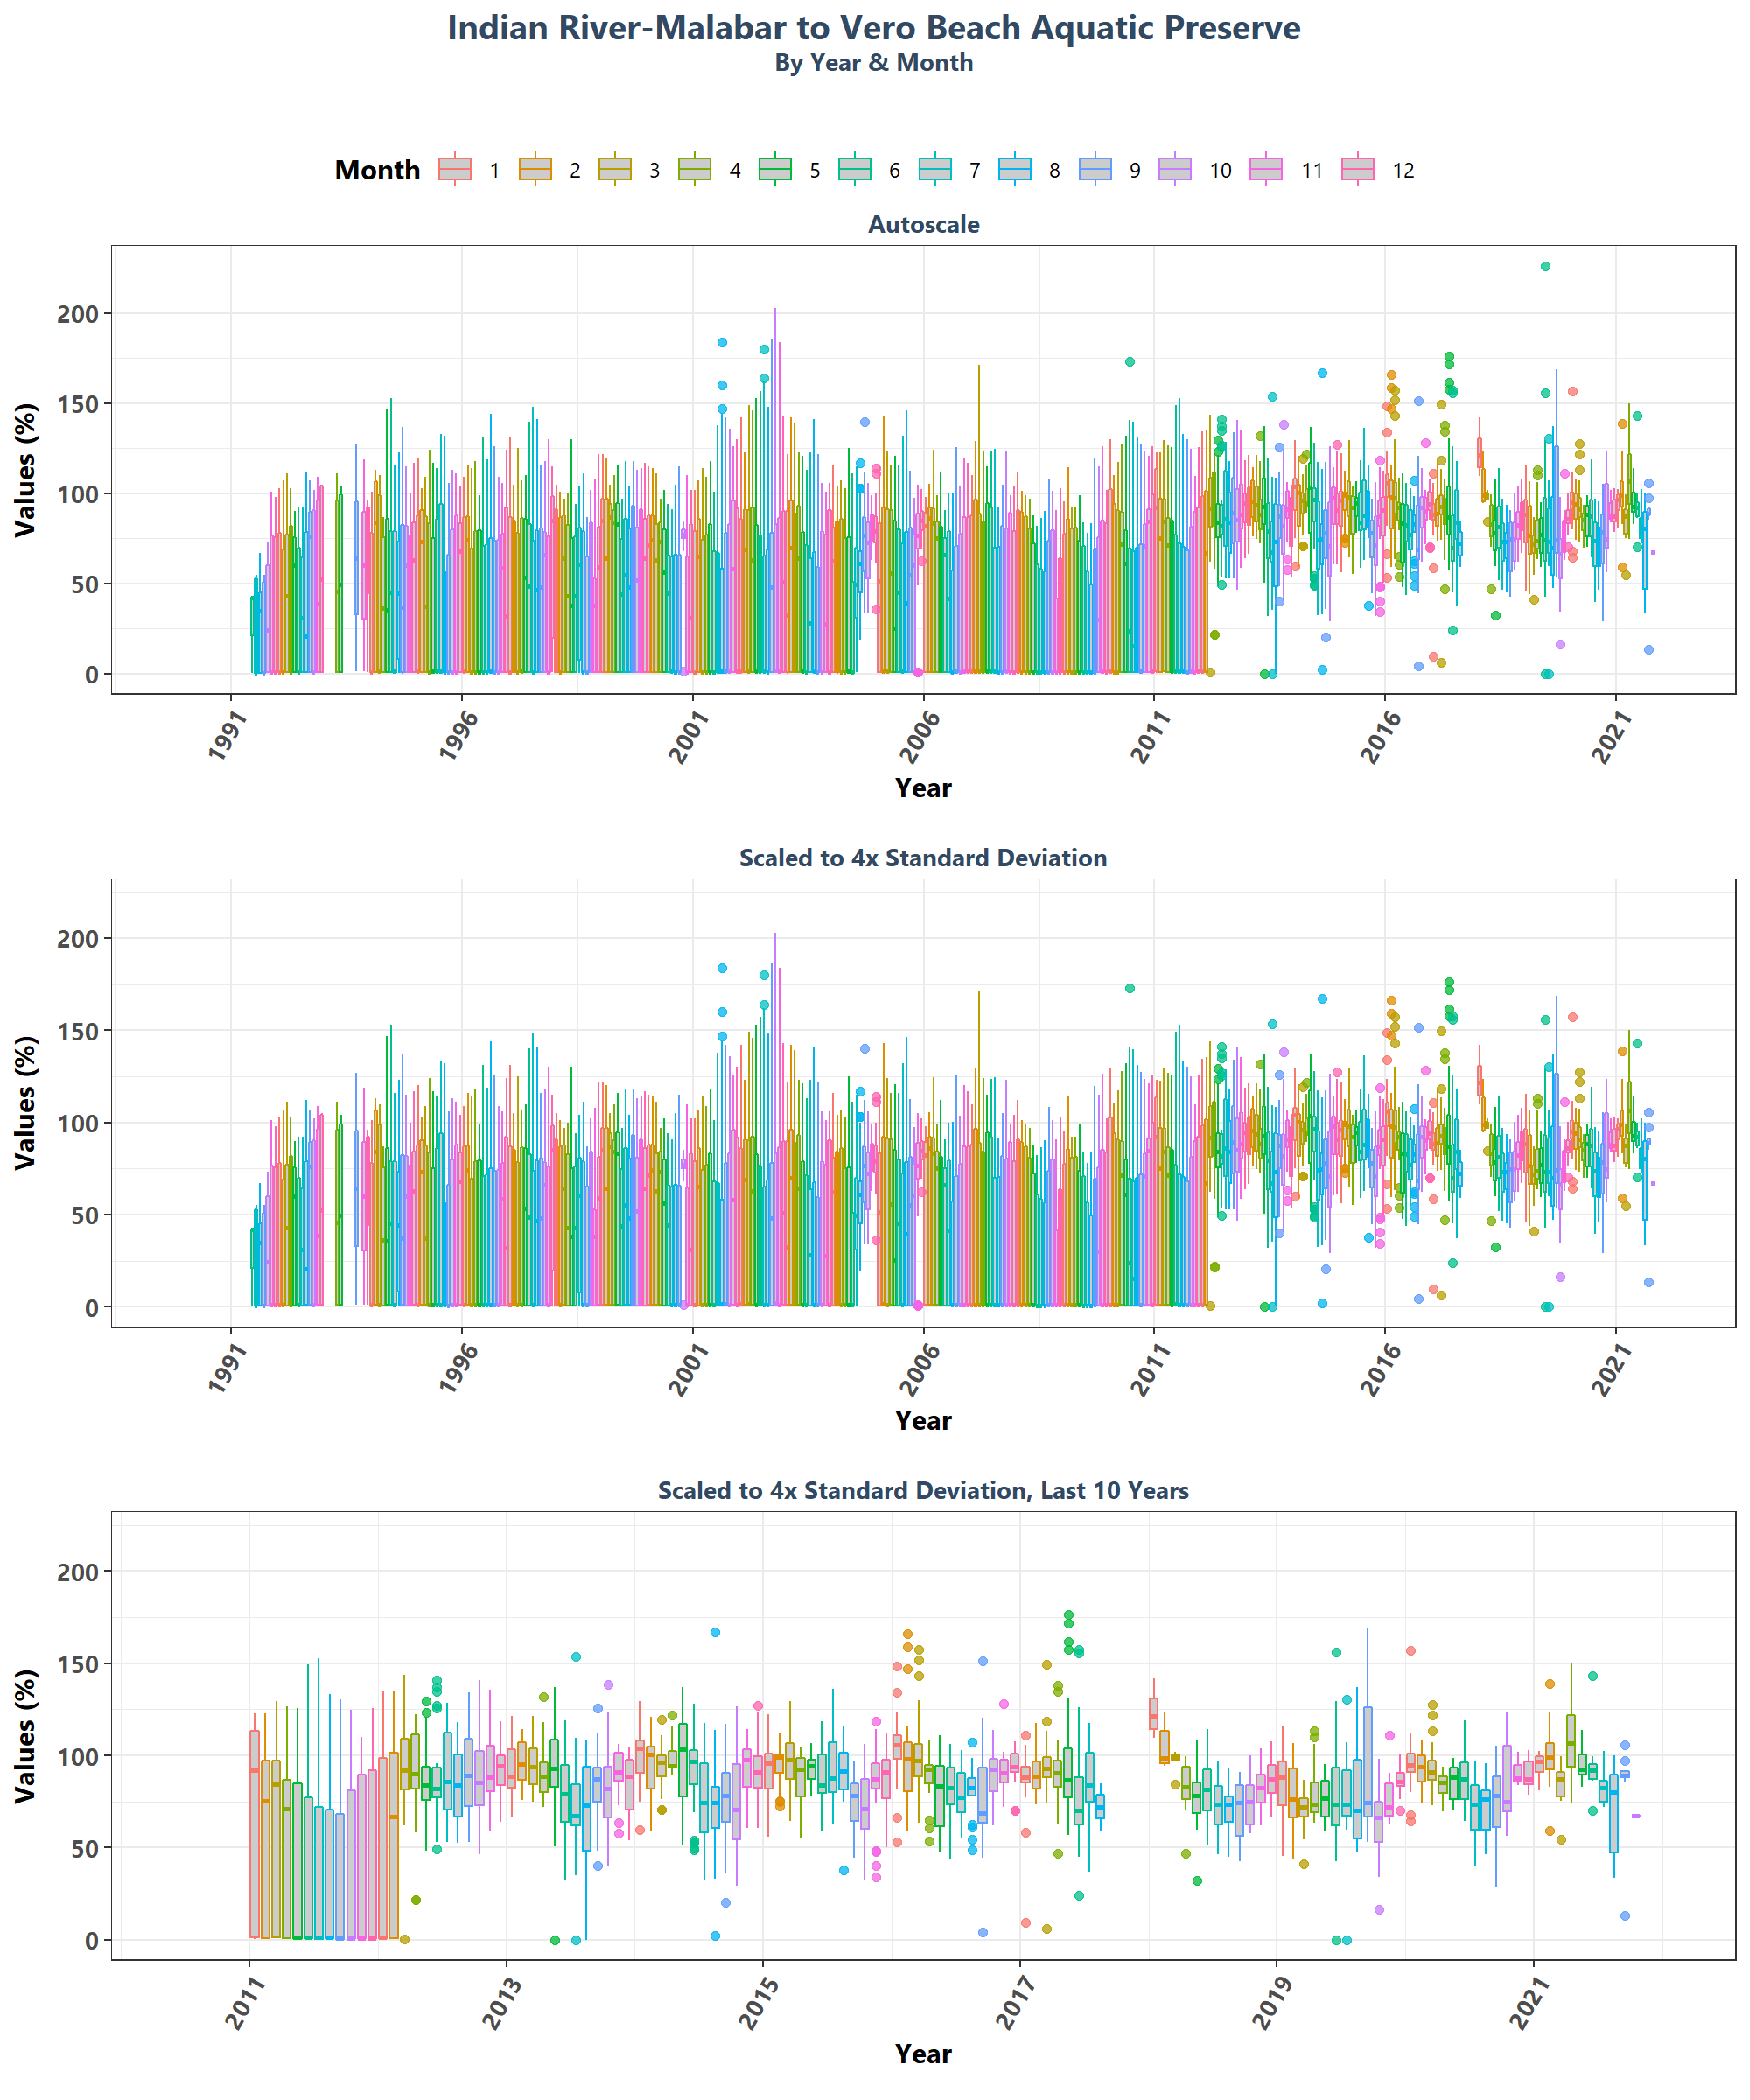 Indian River-Malabar to Vero Beach Aquatic Preserve
By Year & Month
Month 1 2 3 4 5 6 7 8 9 10 11 12
Autoscale
200
150
100
50
0
Values (%)
1991 1996 2001 2006 2011 2016 2021
Year
Scaled to 4x Standard Deviation
200
150
100
50
0
Values (%)
1991 1996 2001 2006 2011 2016 2021
Year
Scaled to 4x Standard Deviation, Last 10 Years
200
150
100
50
0
Values (%)
2011 2013 2015 2017 2019 2021
Year